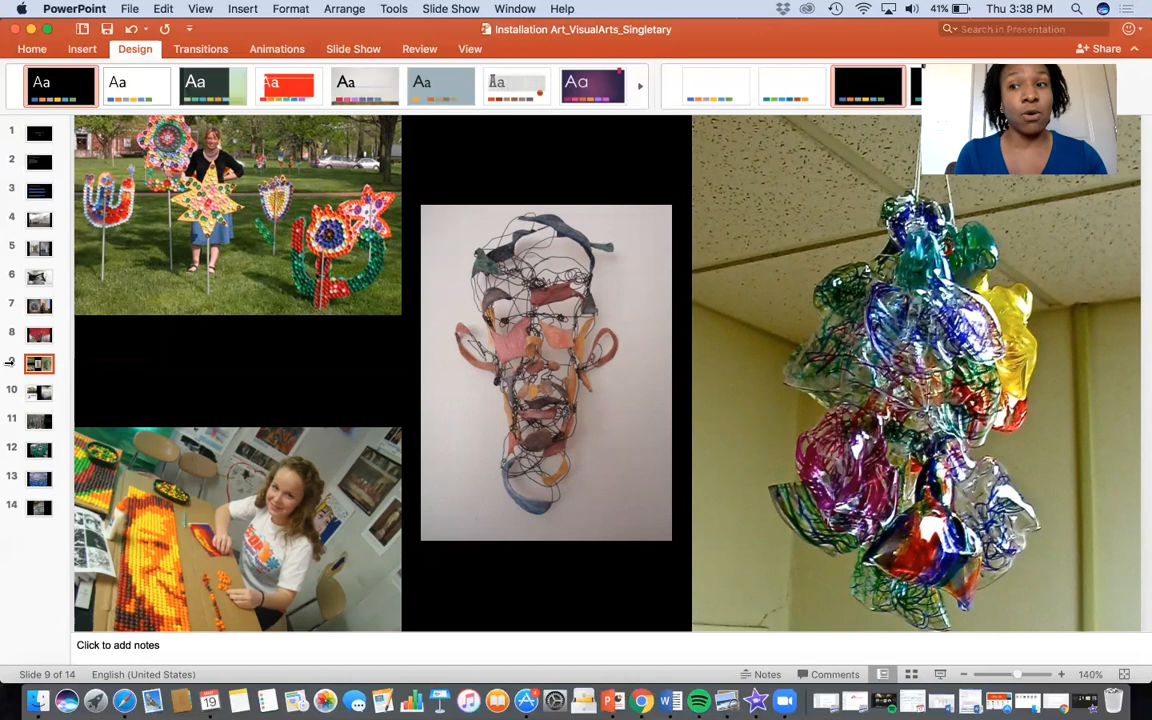 PowerPoint File Edit View Insert Format Arrange Tools Slide Show Window Help 41% Thu 3:38 PM
Installation Art_VisualArts_Singletary
Search in Presentation
Home Insert Design Transitions Animations Slide Show Review View
Share
Aa Aa Aa Aa Aa Aa Aa Aa
1
2
3
4
5
6
7
8
9
10
11
12
13
14
Click to add notes
Slide 9 of 14 English (United States) Notes Comments 140%
19